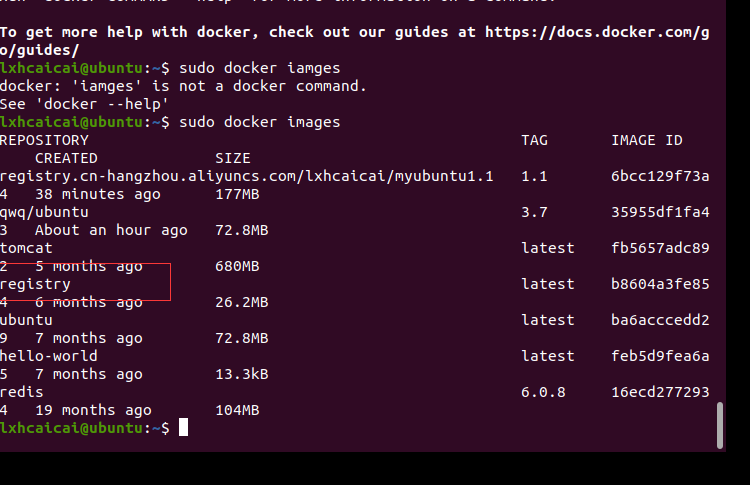 To get more help with docker, check out our guides at https://docs.docker.com/g
o/guides/
lxhcaicai@ubuntu:~$ sudo docker iamges
docker: 'iamges' is not a docker command.
See 'docker --help'
lxhcaicai@ubuntu:~$ sudo docker images
REPOSITORY TAG IMAGE ID
CREATED SIZE
registry.cn-hangzhou.aliyuncs.com/lxhcaicai/myubuntu1.1 1.1 6bcc129f73a
4 38 minutes ago 177MB
qwq/ubuntu 3.7 35955df1fa4
3 About an hour ago 72.8MB
tomcat latest fb5657adc89
2 5 months ago 680MB
registry latest b8604a3fe85
4 6 months ago 26.2MB
ubuntu latest ba6acccedd2
9 7 months ago 72.8MB
hello-world latest feb5d9fea6a
5 7 months ago 13.3kB
redis 6.0.8 16ecd277293
4 19 months ago 104MB
lxhcaicai@ubuntu:~$